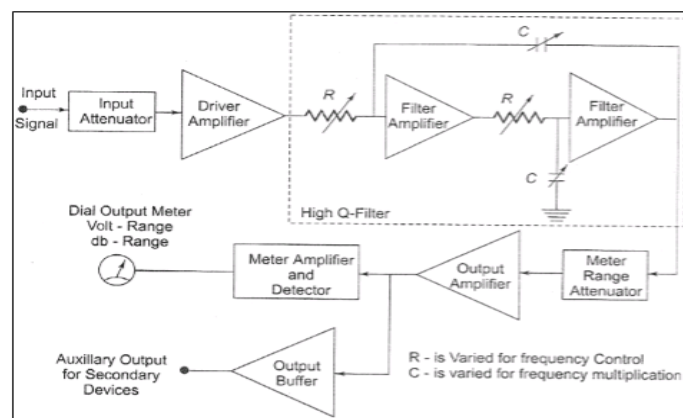 C
Input
Signal
Input
Attenuator
Driver
Amplifier
R
Filter
Amplifier
R
Filter
Amplifier
C
High Q-Filter
Dial Output Meter
Volt - Range
db - Range
Meter Amplifier
and
Detector
Output
Amplifier
Meter
Range
Attenuator
Auxillary Output
for Secondary
Devices
Output
Buffer
R - is Varied for frequency Control
C - is varied for frequency multiplication